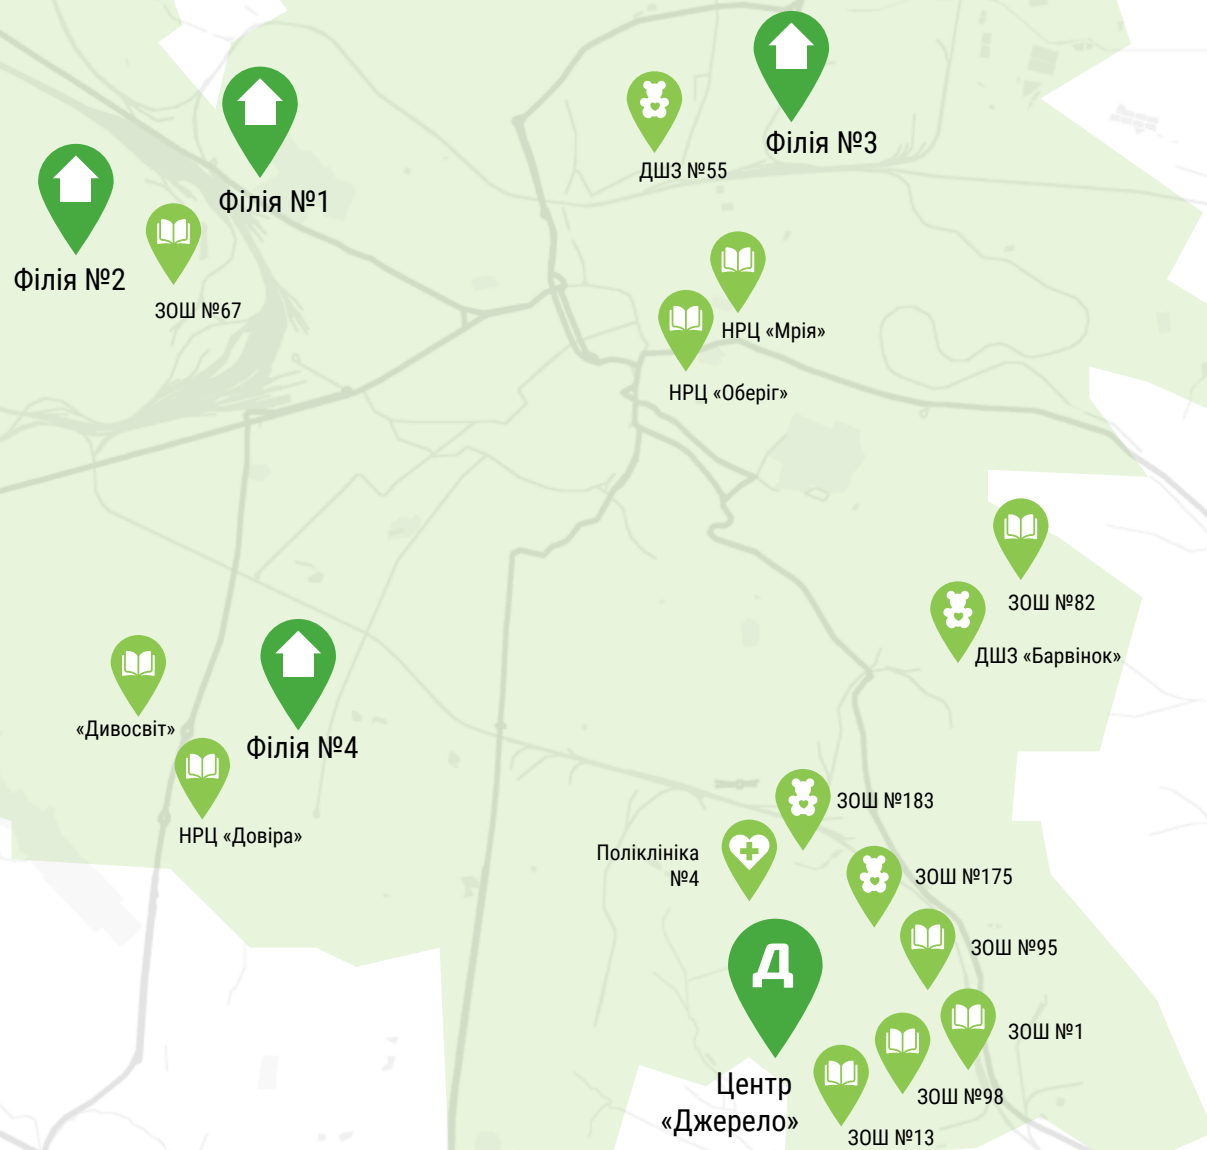 ДШЗ №55
Філія №3
Філія №1
Філія №2
ЗОШ №67
НРЦ «Мрія»
НРЦ «Оберіг»
ЗОШ №82
ДШЗ «Барвінок»
«Дивосвіт»
Філія №4
НРЦ «Довіра»
ЗОШ №183
Поліклініка
№4
ЗОШ №175
ЗОШ №95
Д
ЗОШ №1
Центр
«Джерело»
ЗОШ №98
ЗОШ №13